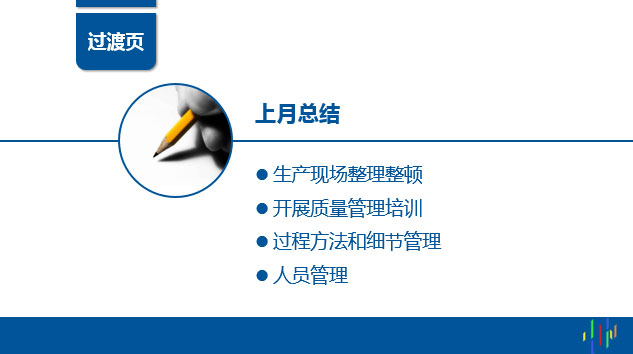 过渡页
上月总结
● 生产现场整理整顿
● 开展质量管理培训
● 过程方法和细节管理
● 人员管理